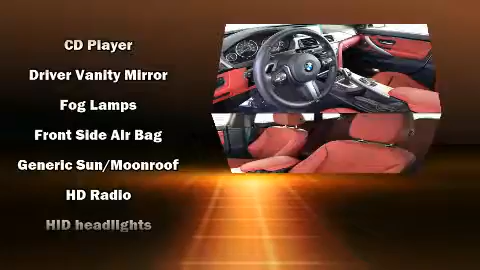 CD Player
Driver Vanity Mirror
Fog Lamps
Front Side Air Bag
Generic Sun/Moonroof
HD Radio
HID headlights